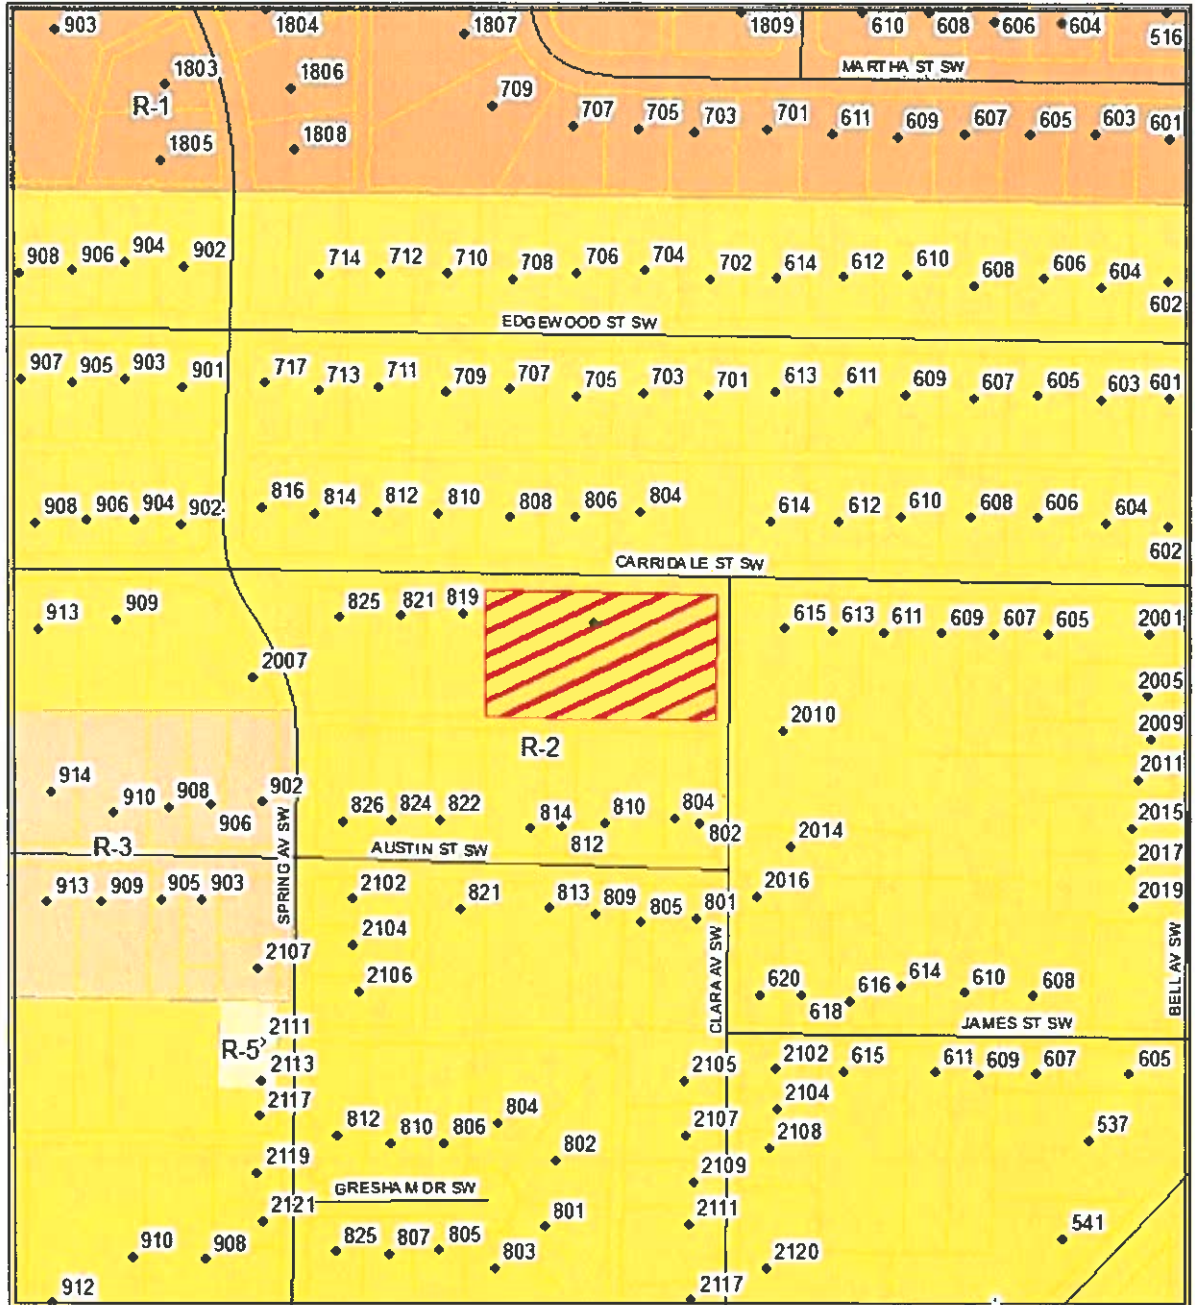 903 1804 1807 1809 610 608 606 604 516
MARTHA ST SW
1803 1806
R-1 709
707 705 703 701 611 609 607 605 603 601
1805 1808
908 906 904 902 714 712 710 708 706 704 702 614 612 610 608 606 604 602
EDGEWOOD ST SW
907 905 903 901 717 713 711 709 707 705 703 701 613 611 609 607 605 603 601
908 906 904 902 816 814 812 810 808 806 804 614 612 610 608 606 604 602
CARRIDALE ST SW
913 909 825 821 819 615 613 611 609 607 605 2001
2007
2005
2010 2009
R-2
2011
914 910 908 906 902 826 824 822 814 812 810 804 802 2014 2015
R-3
SPRING AV SW
AUSTIN ST SW
2017
913 909 905 903 2102 821 813 809 805 801 2016 2019
2104
CLARA AV SW
BELL AV SW
2107
2106
620 618 616 614 610 608
2111
JAMES ST SW
R-5
2113 2105 2102 615 611 609 607 605
2117 2104
812 810 806 804 2107 2108 537
802
2119 2109
GRESHAM DR SW
2121 801 2111
825 807 805 803 541
910 908 2120
912 2117